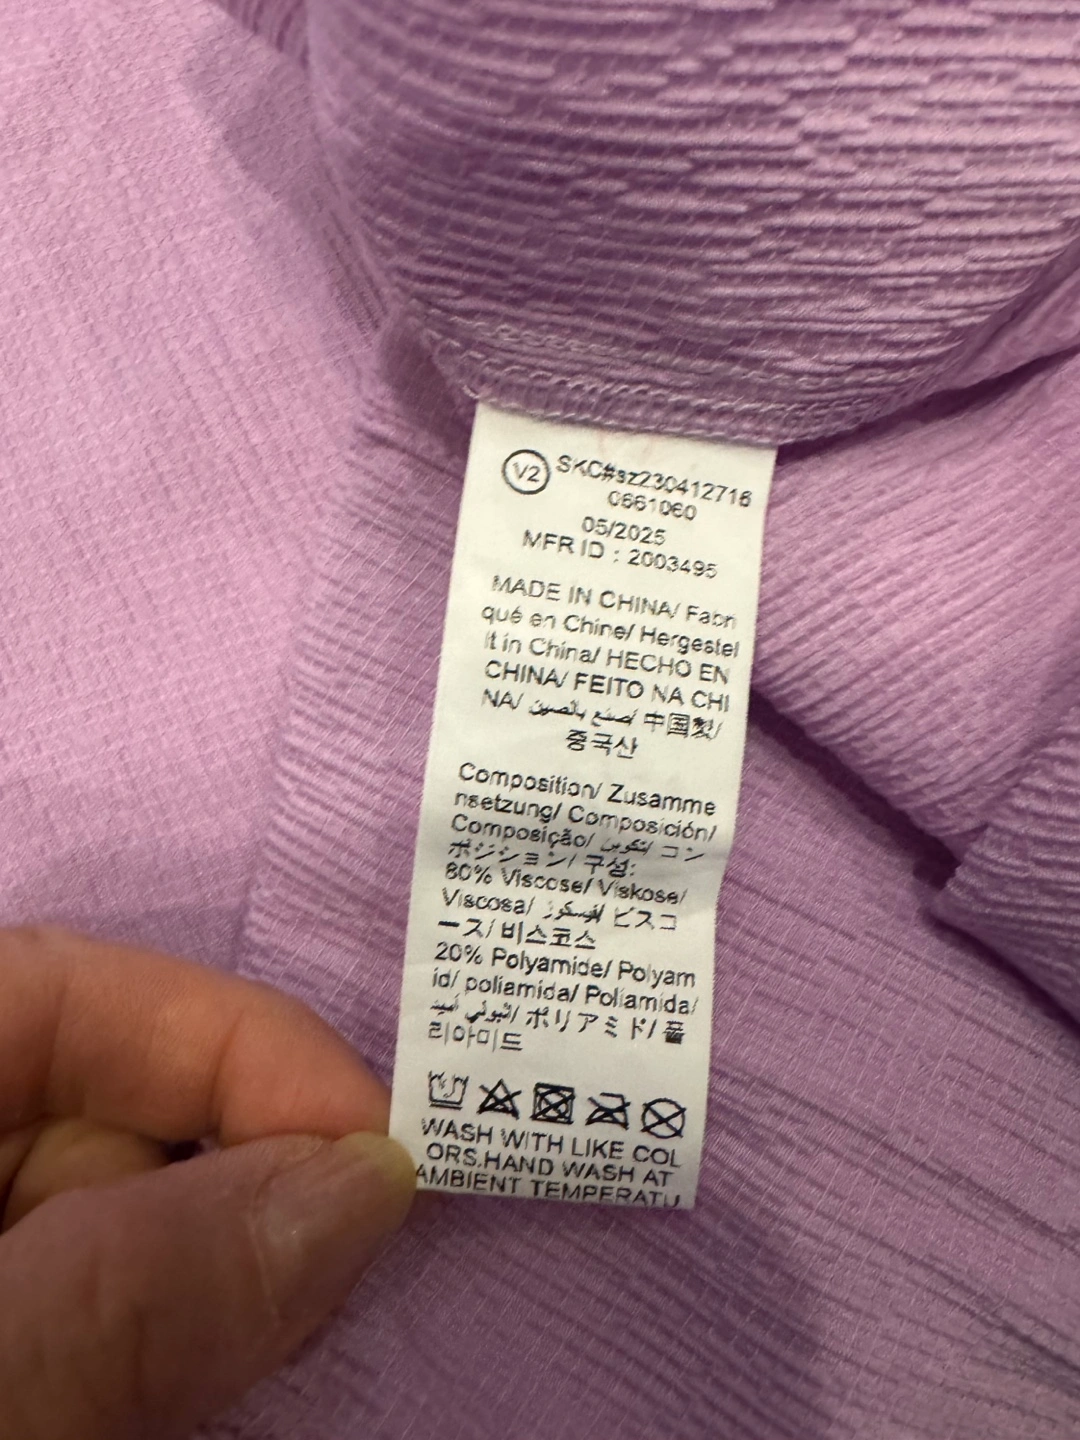 V2 SKC#sz230412716
0661060
05/2025
MFR ID : 2003495
MADE IN CHINA/ Fabri
qué en Chine/ Hergestel
lt in China/ HECHO EN
CHINA/ FEITO NA CHI
NA/ صنع بالصين/ 中国製/
중국산
Composition/ Zusamme
nsetzung/ Composición/
Composição/ التكوين/ コン
ポジション/ 구성:
80% Viscose/ Viskose/
Viscosa/ الفيسكوز/ ビスコ
ース/ 비스코스
20% Polyamide/ Polyam
id/ poliamida/ Poliamida/
البولي أميد/ ポリアミド/ 폴
리아미드
WASH WITH LIKE COL
ORS.HAND WASH AT
AMBIENT TEMPERATU